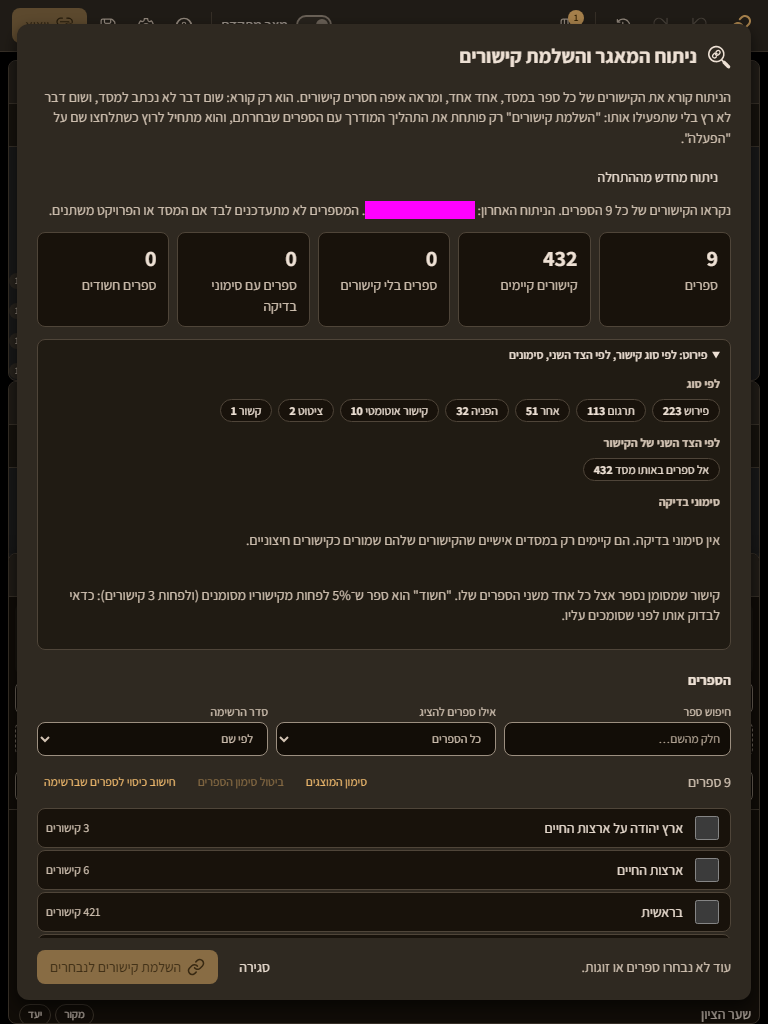 מצב מתקדם
1
ניתוח המאגר והשלמת קישורים
הניתוח קורא את הקישורים של כל ספר במסד, אחד אחד, ומראה איפה חסרים קישורים. הוא רק קורא: שום דבר לא נכתב למסד, ושום דבר
לא רץ בלי שתפעילו אותו: "השלמת קישורים" רק פותחת את התהליך המודרך עם הספרים שבחרתם, והוא מתחיל לרוץ כשתלחצו שם על
"הפעלה".
ניתוח מחדש מההתחלה
נקראו הקישורים של כל 9 הספרים. הניתוח האחרון: . המספרים לא מתעדכנים לבד אם המסד או הפרויקט משתנים.
9
ספרים
432
קישורים קיימים
0
ספרים בלי קישורים
0
ספרים עם סימוני
בדיקה
0
ספרים חשודים
▼ פירוט: לפי סוג קישור, לפי הצד השני, סימונים
לפי סוג
פירוש 223 תרגום 113 אחר 51 הפניה 32 קישור אוטומטי 10 ציטוט 2 קשור 1
לפי הצד השני של הקישור
אל ספרים באותו מסד 432
סימוני בדיקה
אין סימוני בדיקה. הם קיימים רק במסדים אישיים שהקישורים שלהם שמורים כקישורים חיצוניים.
קישור שמסומן נספר אצל כל אחד משני הספרים שלו. "חשוד" הוא ספר ש־5% לפחות מקישוריו מסומנים (ולפחות 3 קישורים): כדאי
לבדוק אותו לפני שסומכים עליו.
הספרים
חיפוש ספר
חלק מהשם…
אילו ספרים להציג
כל הספרים
סדר הרשימה
לפי שם
9 ספרים
סימון המוצגים ביטול סימון הספרים חישוב כיסוי לספרים שברשימה
ארץ יהודה על ארצות החיים 3 קישורים
ארצות החיים 6 קישורים
בראשית 421 קישורים
עוד לא נבחרו ספרים או זוגות.
סגירה
השלמת קישורים לנבחרים
שער הציון
מקור יעד